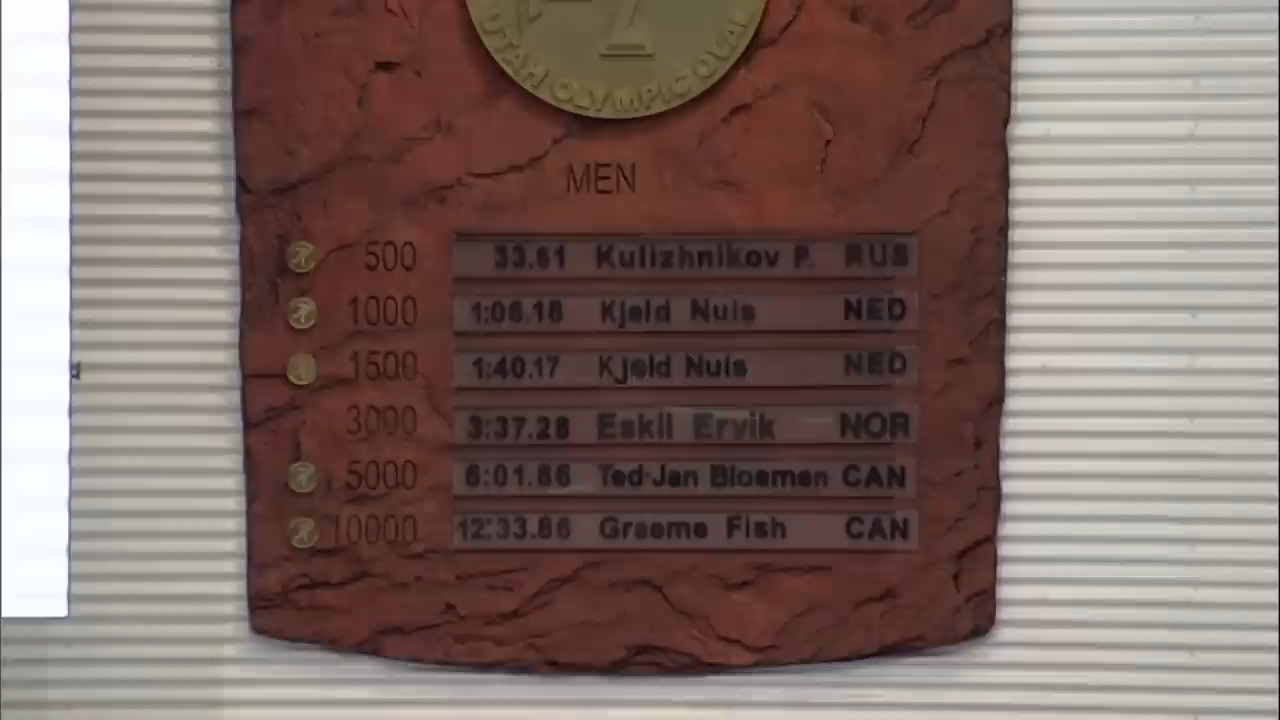 UTAH OLYMPIC OVAL
MEN
500 33.61 Kulizhnikov P. RUS
1000 1:06.18 Kjeld Nuis NED
1500 1:40.17 Kjeld Nuis NED
3000 3:37.28 Eskil Ervik NOR
5000 6:01.86 Ted-Jan Bloemen CAN
10000 12:33.86 Graeme Fish CAN